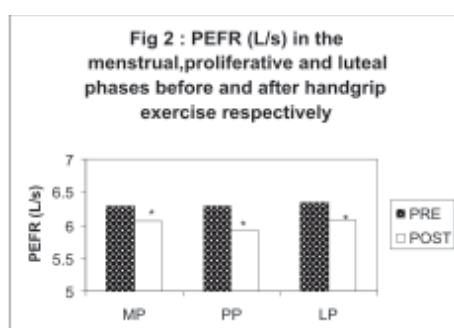 Fig 2 : PEFR (L/s) in the
menstrual,proliferative and luteal
phases before and after handgrip
exercise respectively
7
6.5
6
5.5
5
PEFR (L/s)
* * *
MP PP LP
PRE
POST